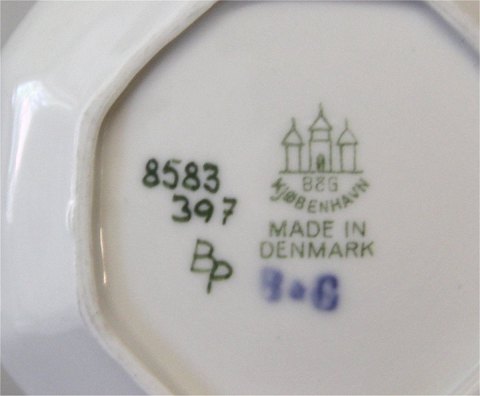 8583
397
BP
B&G
KJØBENHAVN
MADE IN
DENMARK
B&G